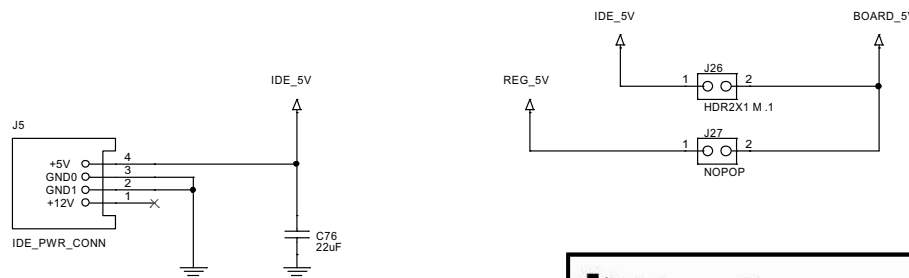 IDE_5V
BOARD_5V
J26
1
2
HDR2X1 M .1
IDE_5V
REG_5V
J27
1
2
NOPOP
J5
+5V
4
GND0
3
GND1
2
+12V
1
IDE_PWR_CONN
C76
22uF